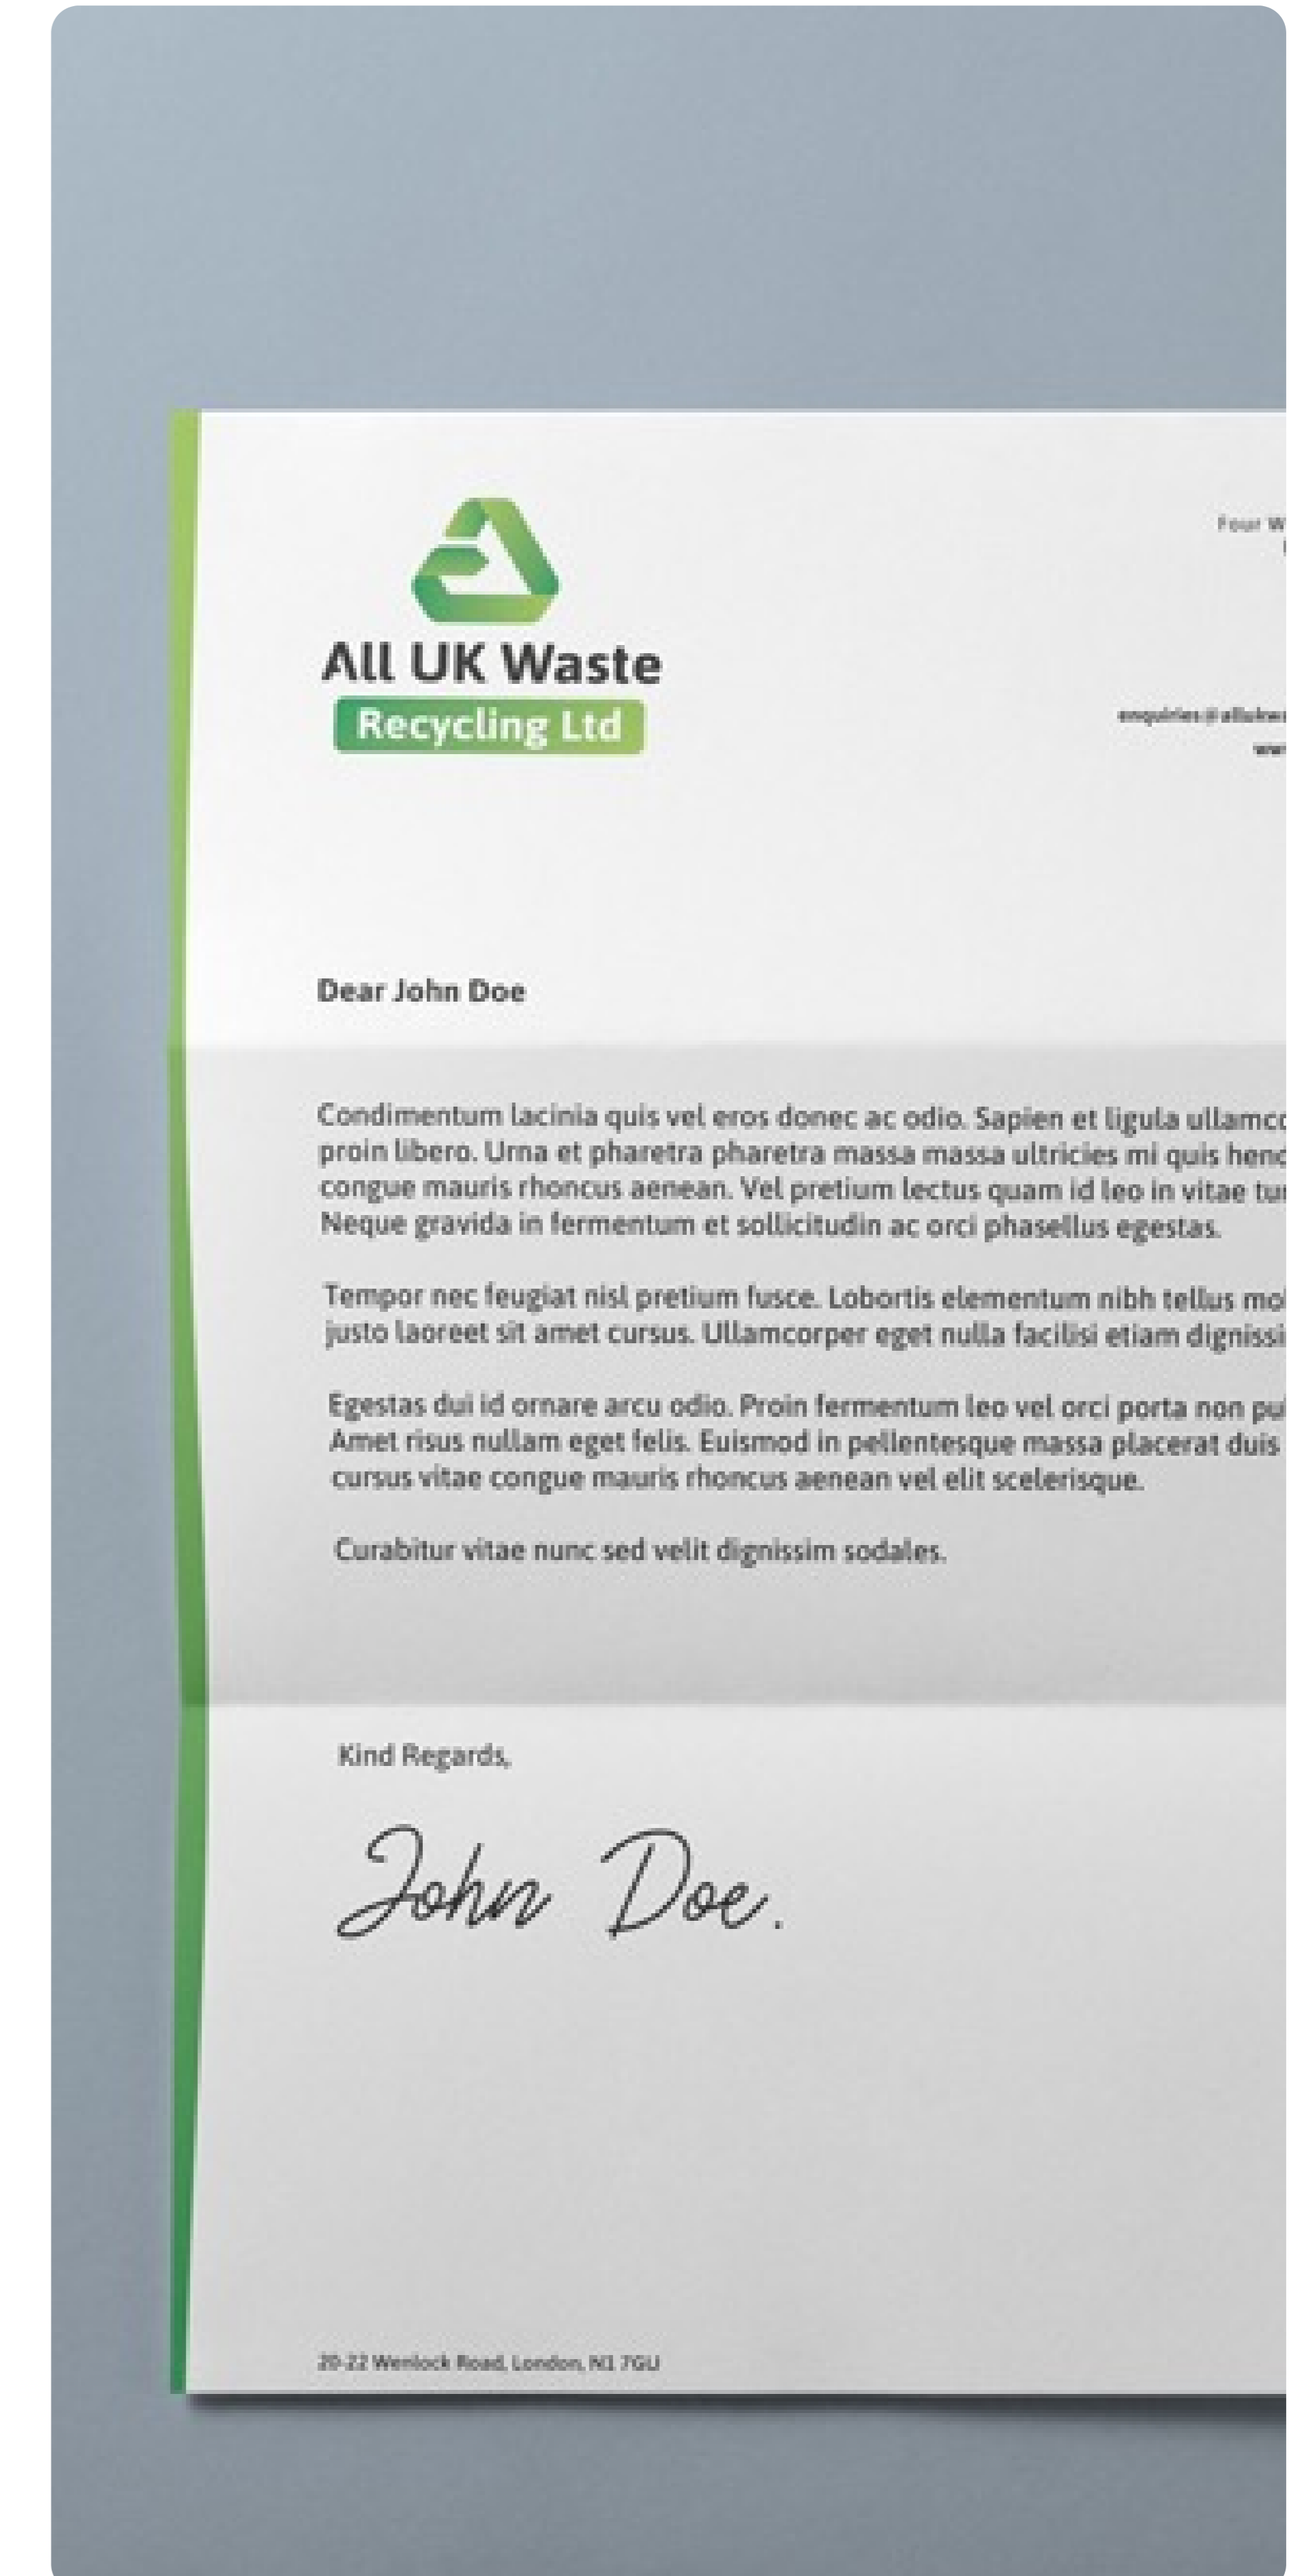 Four
All UK Waste
Recycling Ltd
Dear John Doe
Condimentum lacinia quis vel eros donec ac odio. Sapien et ligula
proin libero. Urna et pharetra pharetra massa massa ultricies mi quis
congue mauris rhoncus aenean. Vel pretium lectus quam id leo in vitae
Neque gravida in fermentum et sollicitudin ac orci phasellus egestas.
Tempor nec feugiat nisl pretium fusce. Lobortis elementum nibh tellus
justo laoreet sit amet cursus. Ullamcorper eget nulla facilisi etiam
Egestas dui id ornare arcu odio. Proin fermentum leo vel orci porta non
Amet risus nullam eget felis. Euismod in pellentesque massa placerat duis
cursus vitae congue mauris rhoncus aenean vel elit scelerisque.
Curabitur vitae nunc sed velit dignissim sodales.
Kind Regards,
John Doe.
20-22 Wenlock Road, London, N1 7GU